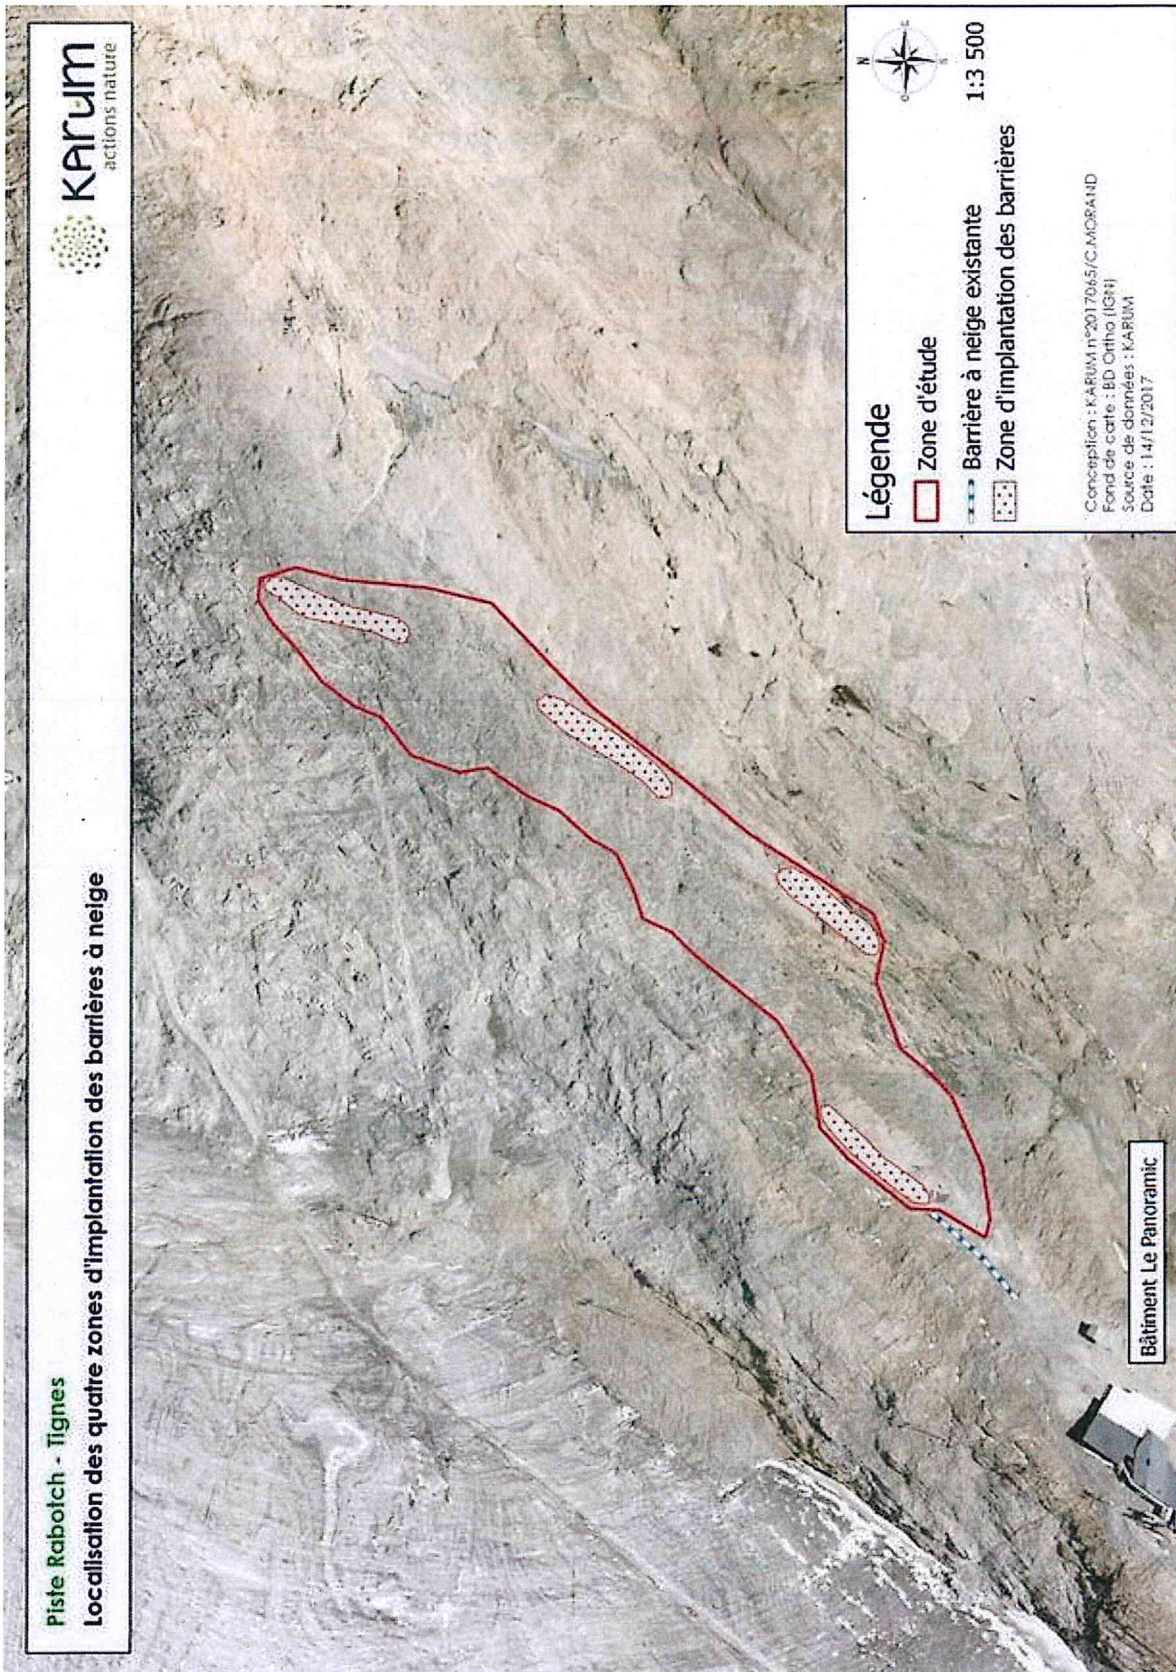 Piste Rabotch - Tignes
Localisation des quatre zones d'implantation des barrières à neige
KARUM
actions nature
Bâtiment Le Panoramic
Légende
Zone d'étude
Barrière à neige existante
Zone d'implantation des barrières
N
O
E
S
1:3 500
Conception : KARUM n°2017065/C.MORAND
Fond de carte : BD Ortho (IGN)
Source de données : KARUM
Date : 14/12/2017